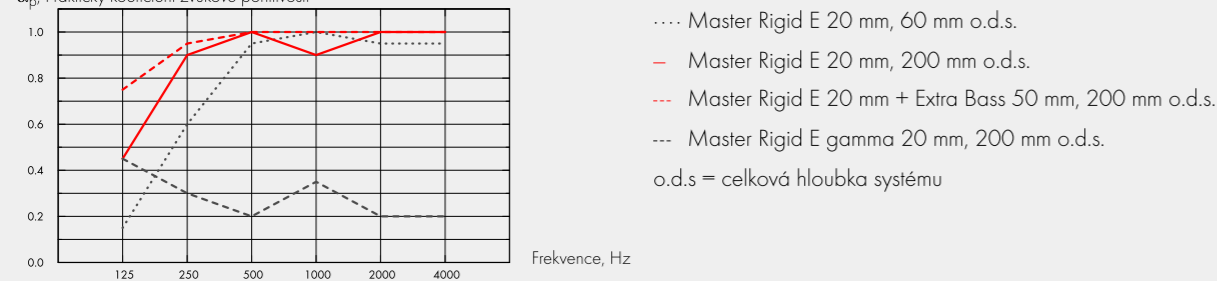 αp, Praktický koeficient zvukové pohltivosti
1.0
0.8
0.6
0.4
0.2
0.0
125 250 500 1000 2000 4000
Frekvence, Hz
···· Master Rigid E 20 mm, 60 mm o.d.s.
– Master Rigid E 20 mm, 200 mm o.d.s.
--- Master Rigid E 20 mm + Extra Bass 50 mm, 200 mm o.d.s.
--- Master Rigid E gamma 20 mm, 200 mm o.d.s.
o.d.s = celková hloubka systému